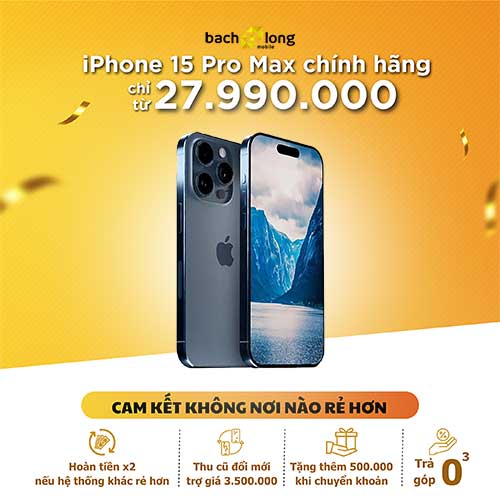 bach long
mobile
iPhone 15 Pro Max chính hãng
chỉ từ 27.990.000
CAM KẾT KHÔNG NƠI NÀO RẺ HƠN
Hoàn tiền x2
nếu hệ thống khác rẻ hơn
Thu cũ đổi mới
trợ giá 3.500.000
Tặng thêm 500.000
khi chuyển khoản
Trả góp 0³